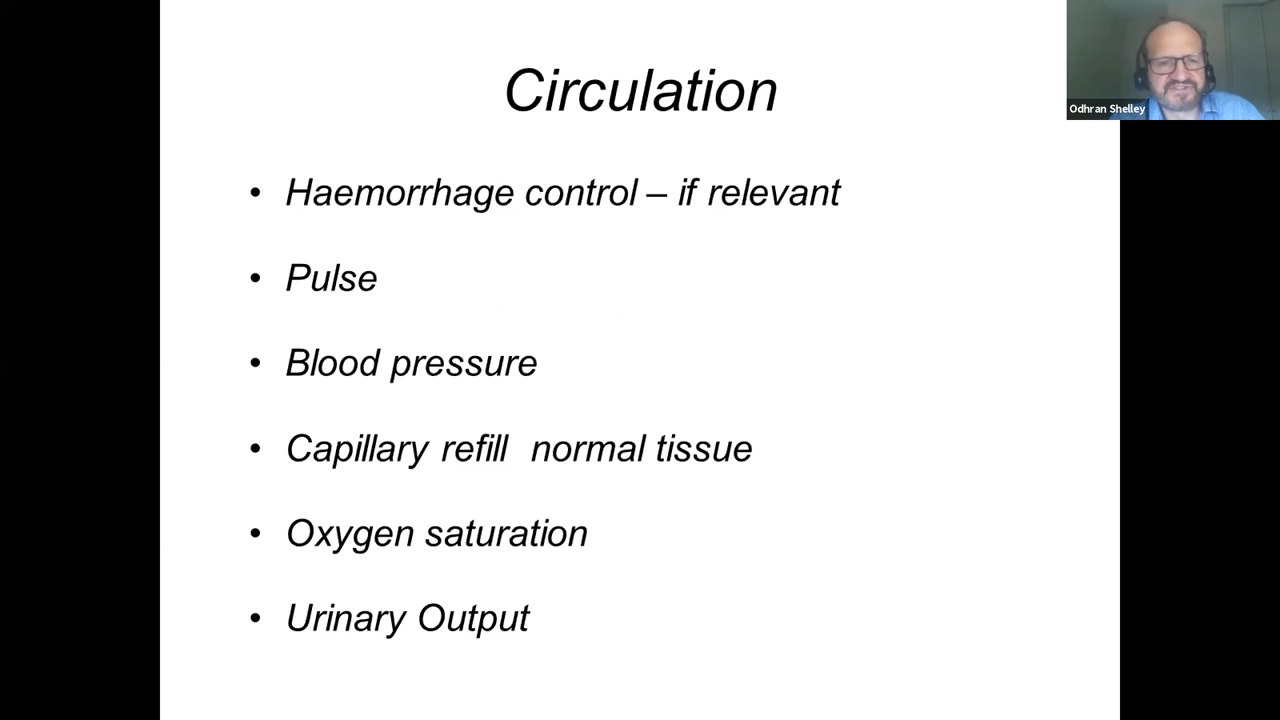 Circulation
Odhran Shelley
• Haemorrhage control – if relevant
• Pulse
• Blood pressure
• Capillary refill  normal tissue
• Oxygen saturation
• Urinary Output